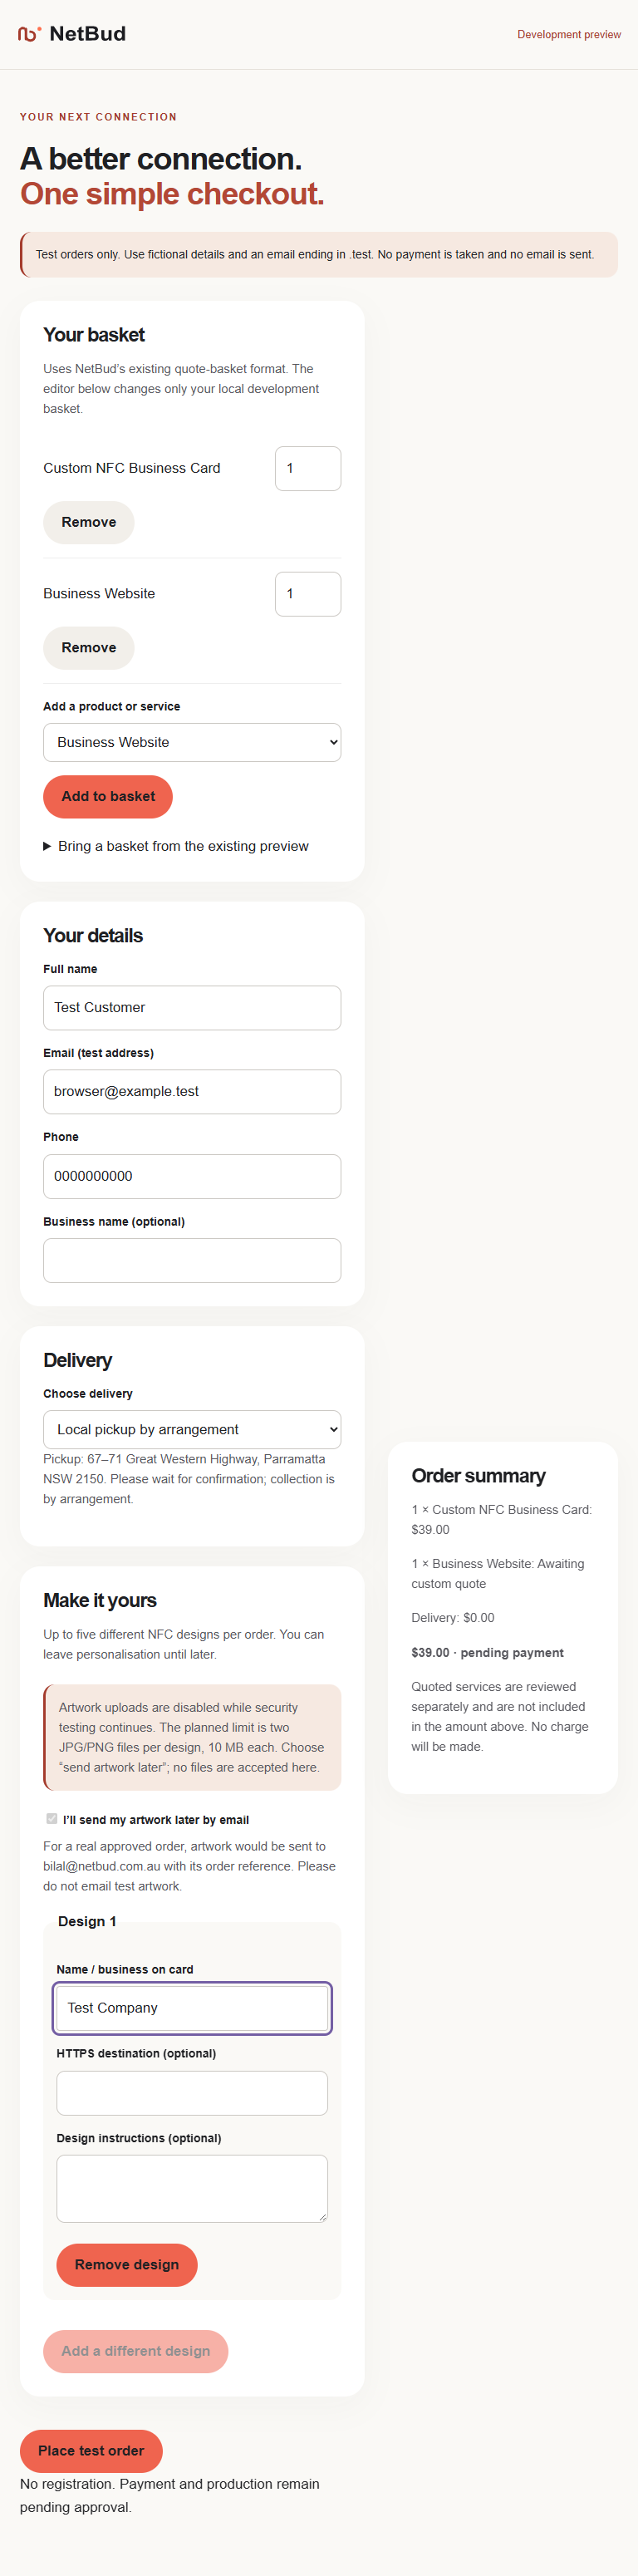 NetBud
Development preview
YOUR NEXT CONNECTION
A better connection.
One simple checkout.
Test orders only. Use fictional details and an email ending in .test. No payment is taken and no email is sent.
Your basket
Uses NetBud’s existing quote-basket format. The
editor below changes only your local development
basket.
Custom NFC Business Card
1
Remove
Business Website
1
Remove
Add a product or service
Business Website
Add to basket
Bring a basket from the existing preview
Your details
Full name
Test Customer
Email (test address)
browser@example.test
Phone
0000000000
Business name (optional)
Delivery
Choose delivery
Local pickup by arrangement
Pickup: 67–71 Great Western Highway, Parramatta
NSW 2150. Please wait for confirmation; collection is
by arrangement.
Order summary
1 × Custom NFC Business Card:
$39.00
1 × Business Website: Awaiting
custom quote
Delivery: $0.00
$39.00 · pending payment
Quoted services are reviewed
separately and are not included
in the amount above. No charge
will be made.
Make it yours
Up to five different NFC designs per order. You can
leave personalisation until later.
Artwork uploads are disabled while security
testing continues. The planned limit is two
JPG/PNG files per design, 10 MB each. Choose
“send artwork later”; no files are accepted here.
I’ll send my artwork later by email
For a real approved order, artwork would be sent to
bilal@netbud.com.au with its order reference. Please
do not email test artwork.
Design 1
Name / business on card
Test Company
HTTPS destination (optional)
Design instructions (optional)
Remove design
Add a different design
Place test order
No registration. Payment and production remain
pending approval.